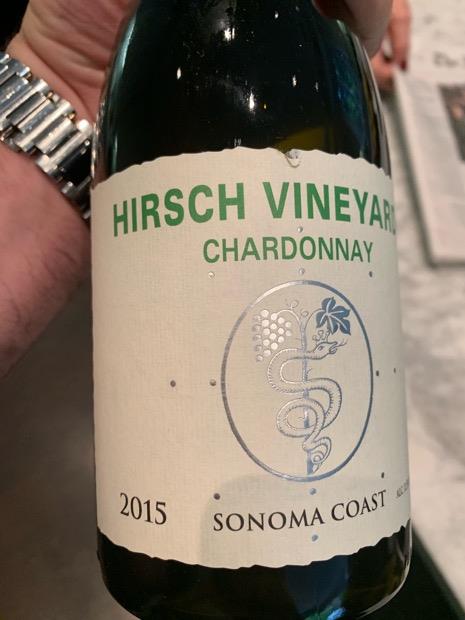 HIRSCH VINEYARD
CHARDONNAY
2015
SONOMA COAST